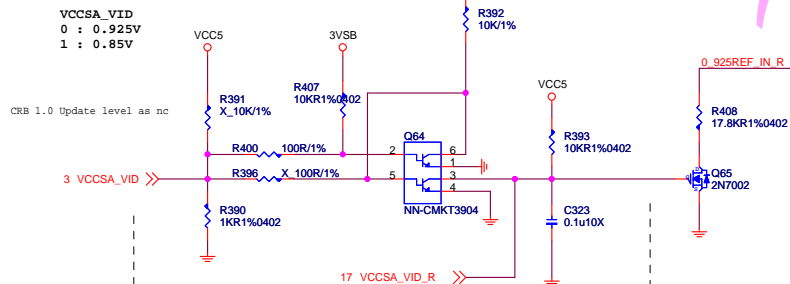 VCCSA_VID
0 : 0.925V
1 : 0.85V
R392
10K/1%
VCC5
3VSB
0_925REF_IN_R
R407
10KR1%0402
VCC5
R391
X_10K/1%
CRB 1.0 Update level as nc
R408
17.8KR1%0402
R393
10KR1%0402
Q64
R400
100R/1%
2
6
1
R396
X_100R/1%
5
3
4
3 VCCSA_VID
Q65
2N7002
R390
1KR1%0402
NN-CMKT3904
C323
0.1u10X
17 VCCSA_VID_R